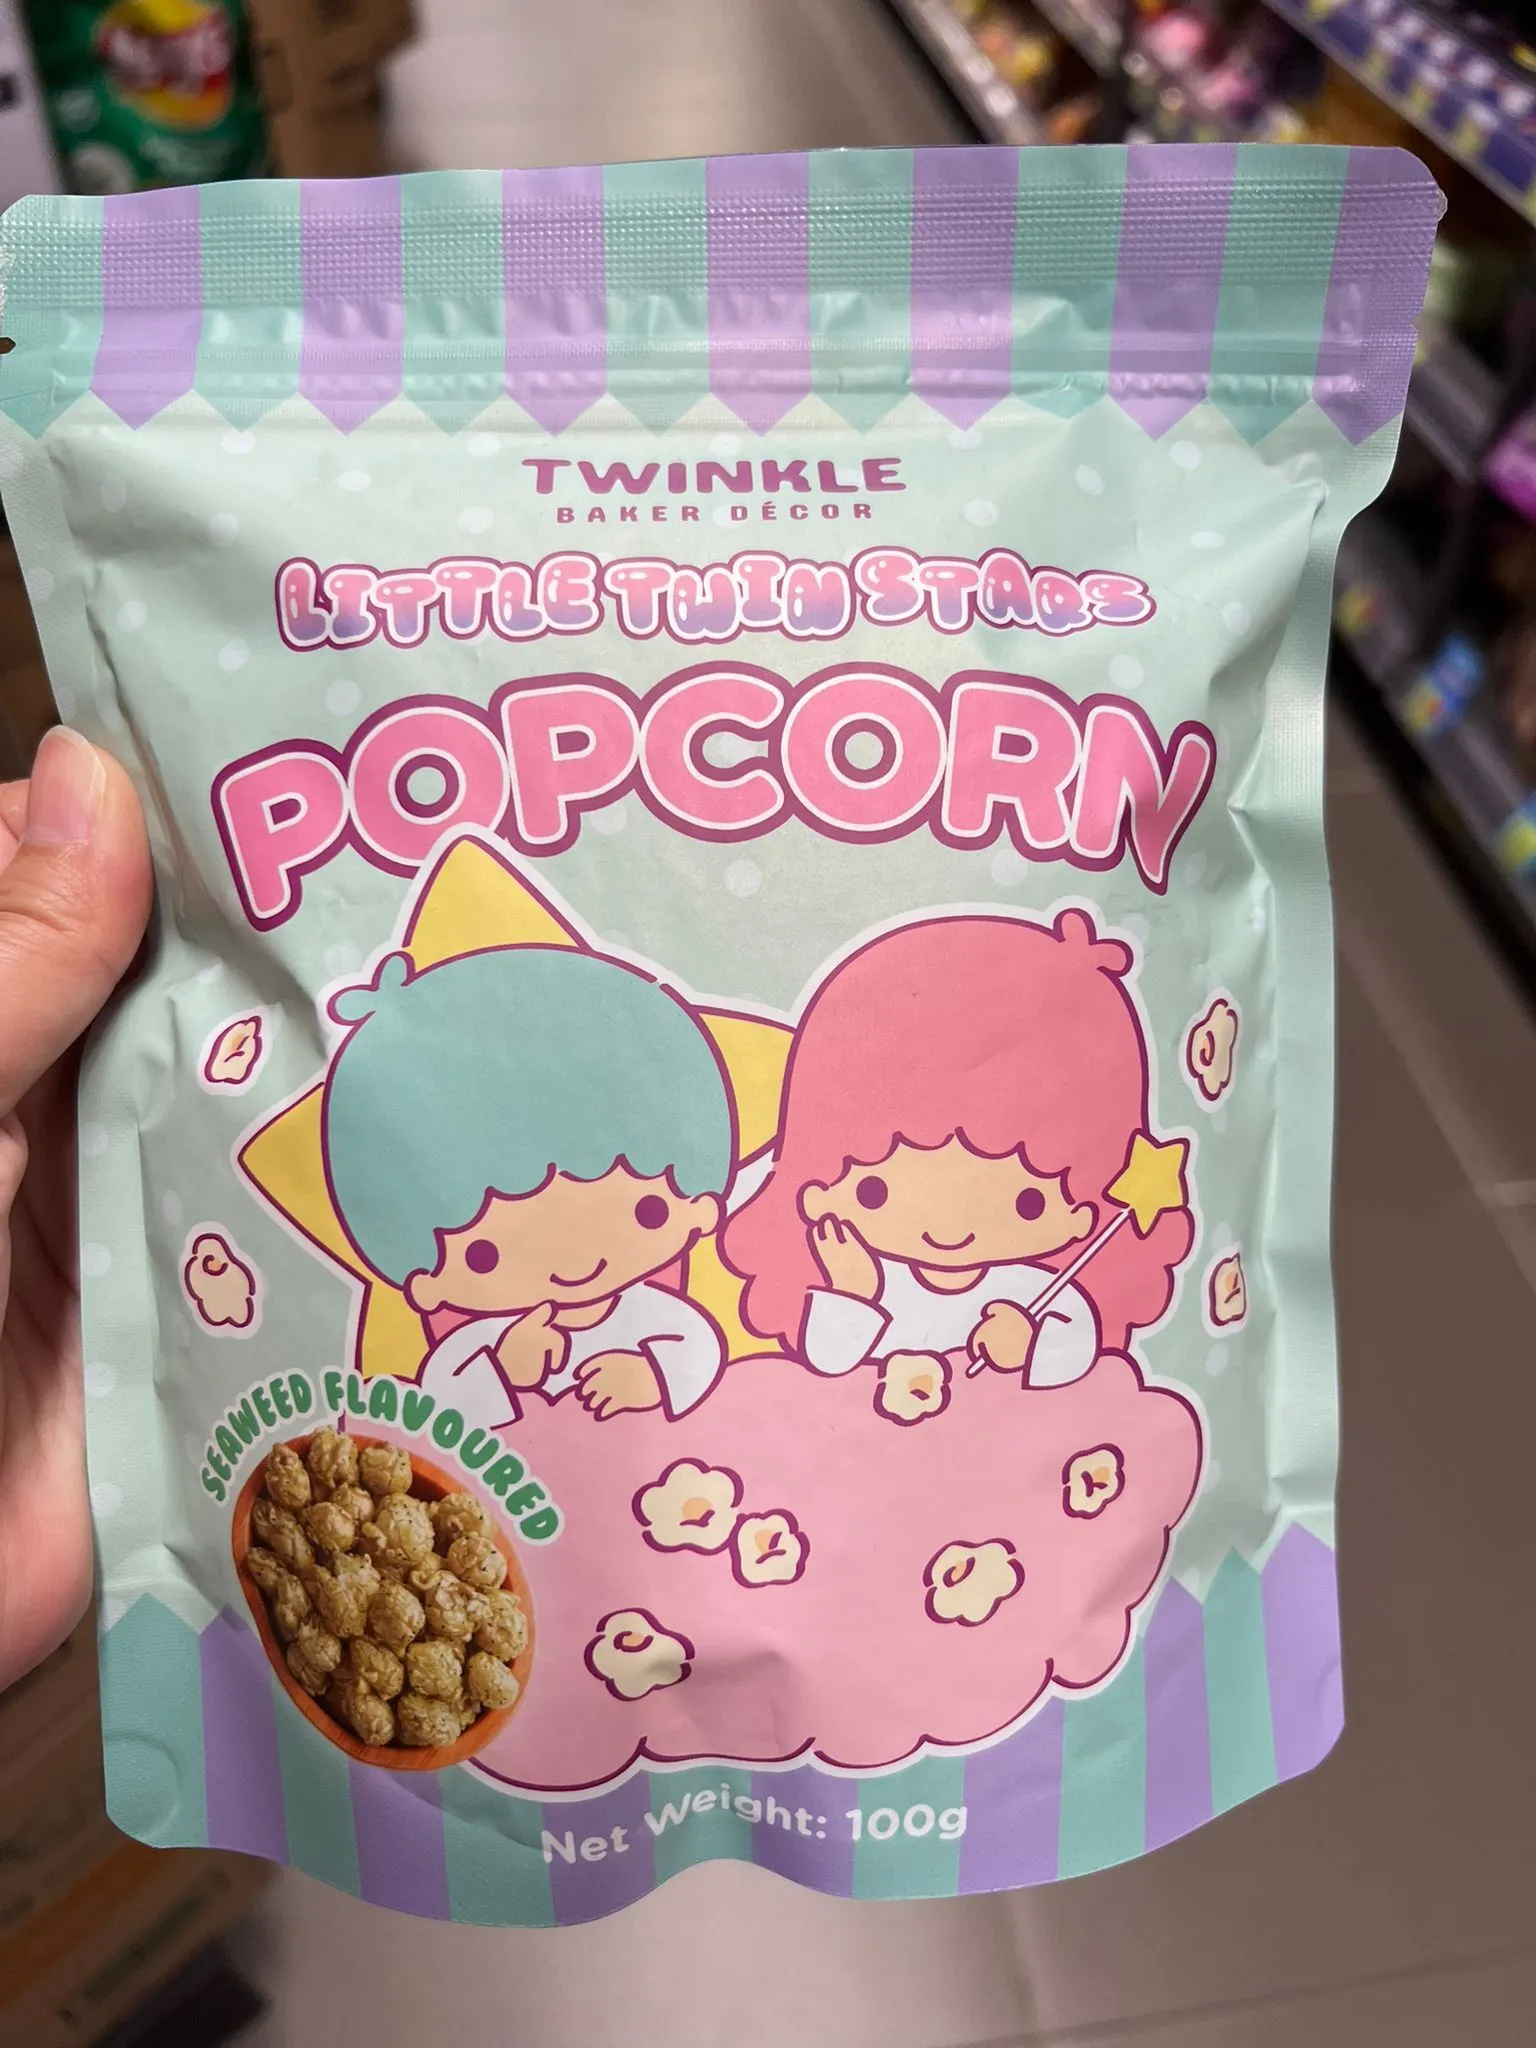 TWINKLE
BAKER DÉCOR
LITTLE TWIN STARS
POPCORN
SEAWEED FLAVOURED
Net Weight: 100g